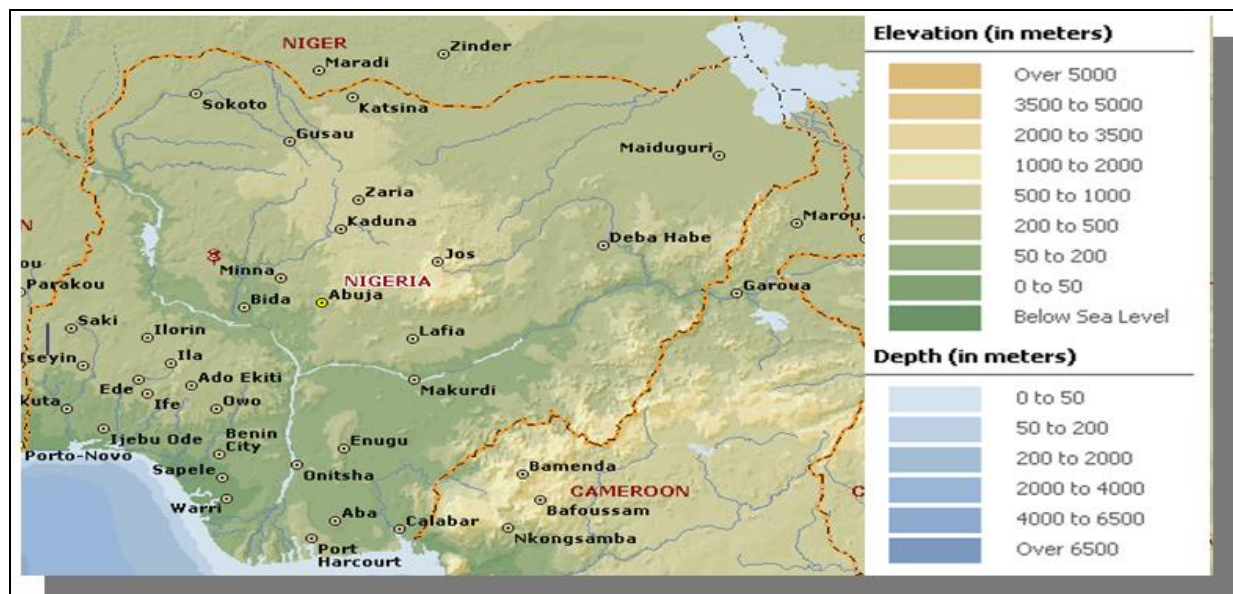 NIGER
Zinder
Maradi
Sokoto
Katsina
Gusau
Maiduguri
Zaria
Kaduna
Maroua
Deba Habe
Jos
Minna
NIGERIA
Parakou
Bida
Abuja
Garoua
Saki
Ilorin
Lafia
Iseyin
Ila
Ede
Ado Ekiti
Makurdi
kuta
Ife
Owo
Ijebu Ode
Benin
City
Enugu
Porto-Novo
Sapele
Onitsha
Bamenda
Warri
CAMEROON
Bafoussam
Aba
Calabar
Nkongsamba
Port
Harcourt
Elevation (in meters)
Over 5000
3500 to 5000
2000 to 3500
1000 to 2000
500 to 1000
200 to 500
50 to 200
0 to 50
Below Sea Level
Depth (in meters)
0 to 50
50 to 200
200 to 2000
2000 to 4000
4000 to 6500
Over 6500